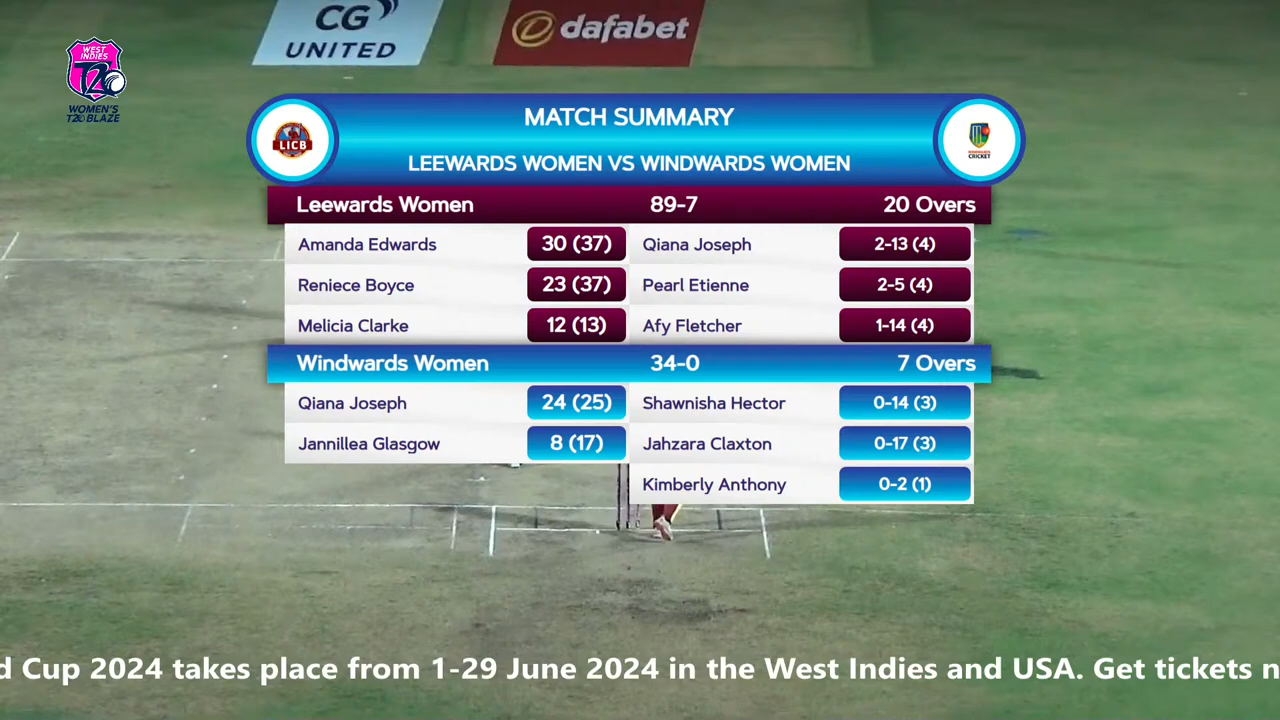 CG
UNITED
dafabet
WEST
INDIES
T20
WOMEN'S
T20 BLAZE
MATCH SUMMARY
LICB
WINDWARDS
CRICKET
LEEWARDS WOMEN VS WINDWARDS WOMEN
Leewards Women 89-7 20 Overs
Amanda Edwards 30 (37) Qiana Joseph 2-13 (4)
Reniece Boyce 23 (37) Pearl Etienne 2-5 (4)
Melicia Clarke 12 (13) Afy Fletcher 1-14 (4)
Windwards Women 34-0 7 Overs
Qiana Joseph 24 (25) Shawnisha Hector 0-14 (3)
Jannillea Glasgow 8 (17) Jahzara Claxton 0-17 (3)
Kimberly Anthony 0-2 (1)
d Cup 2024 takes place from 1-29 June 2024 in the West Indies and USA. Get tickets n